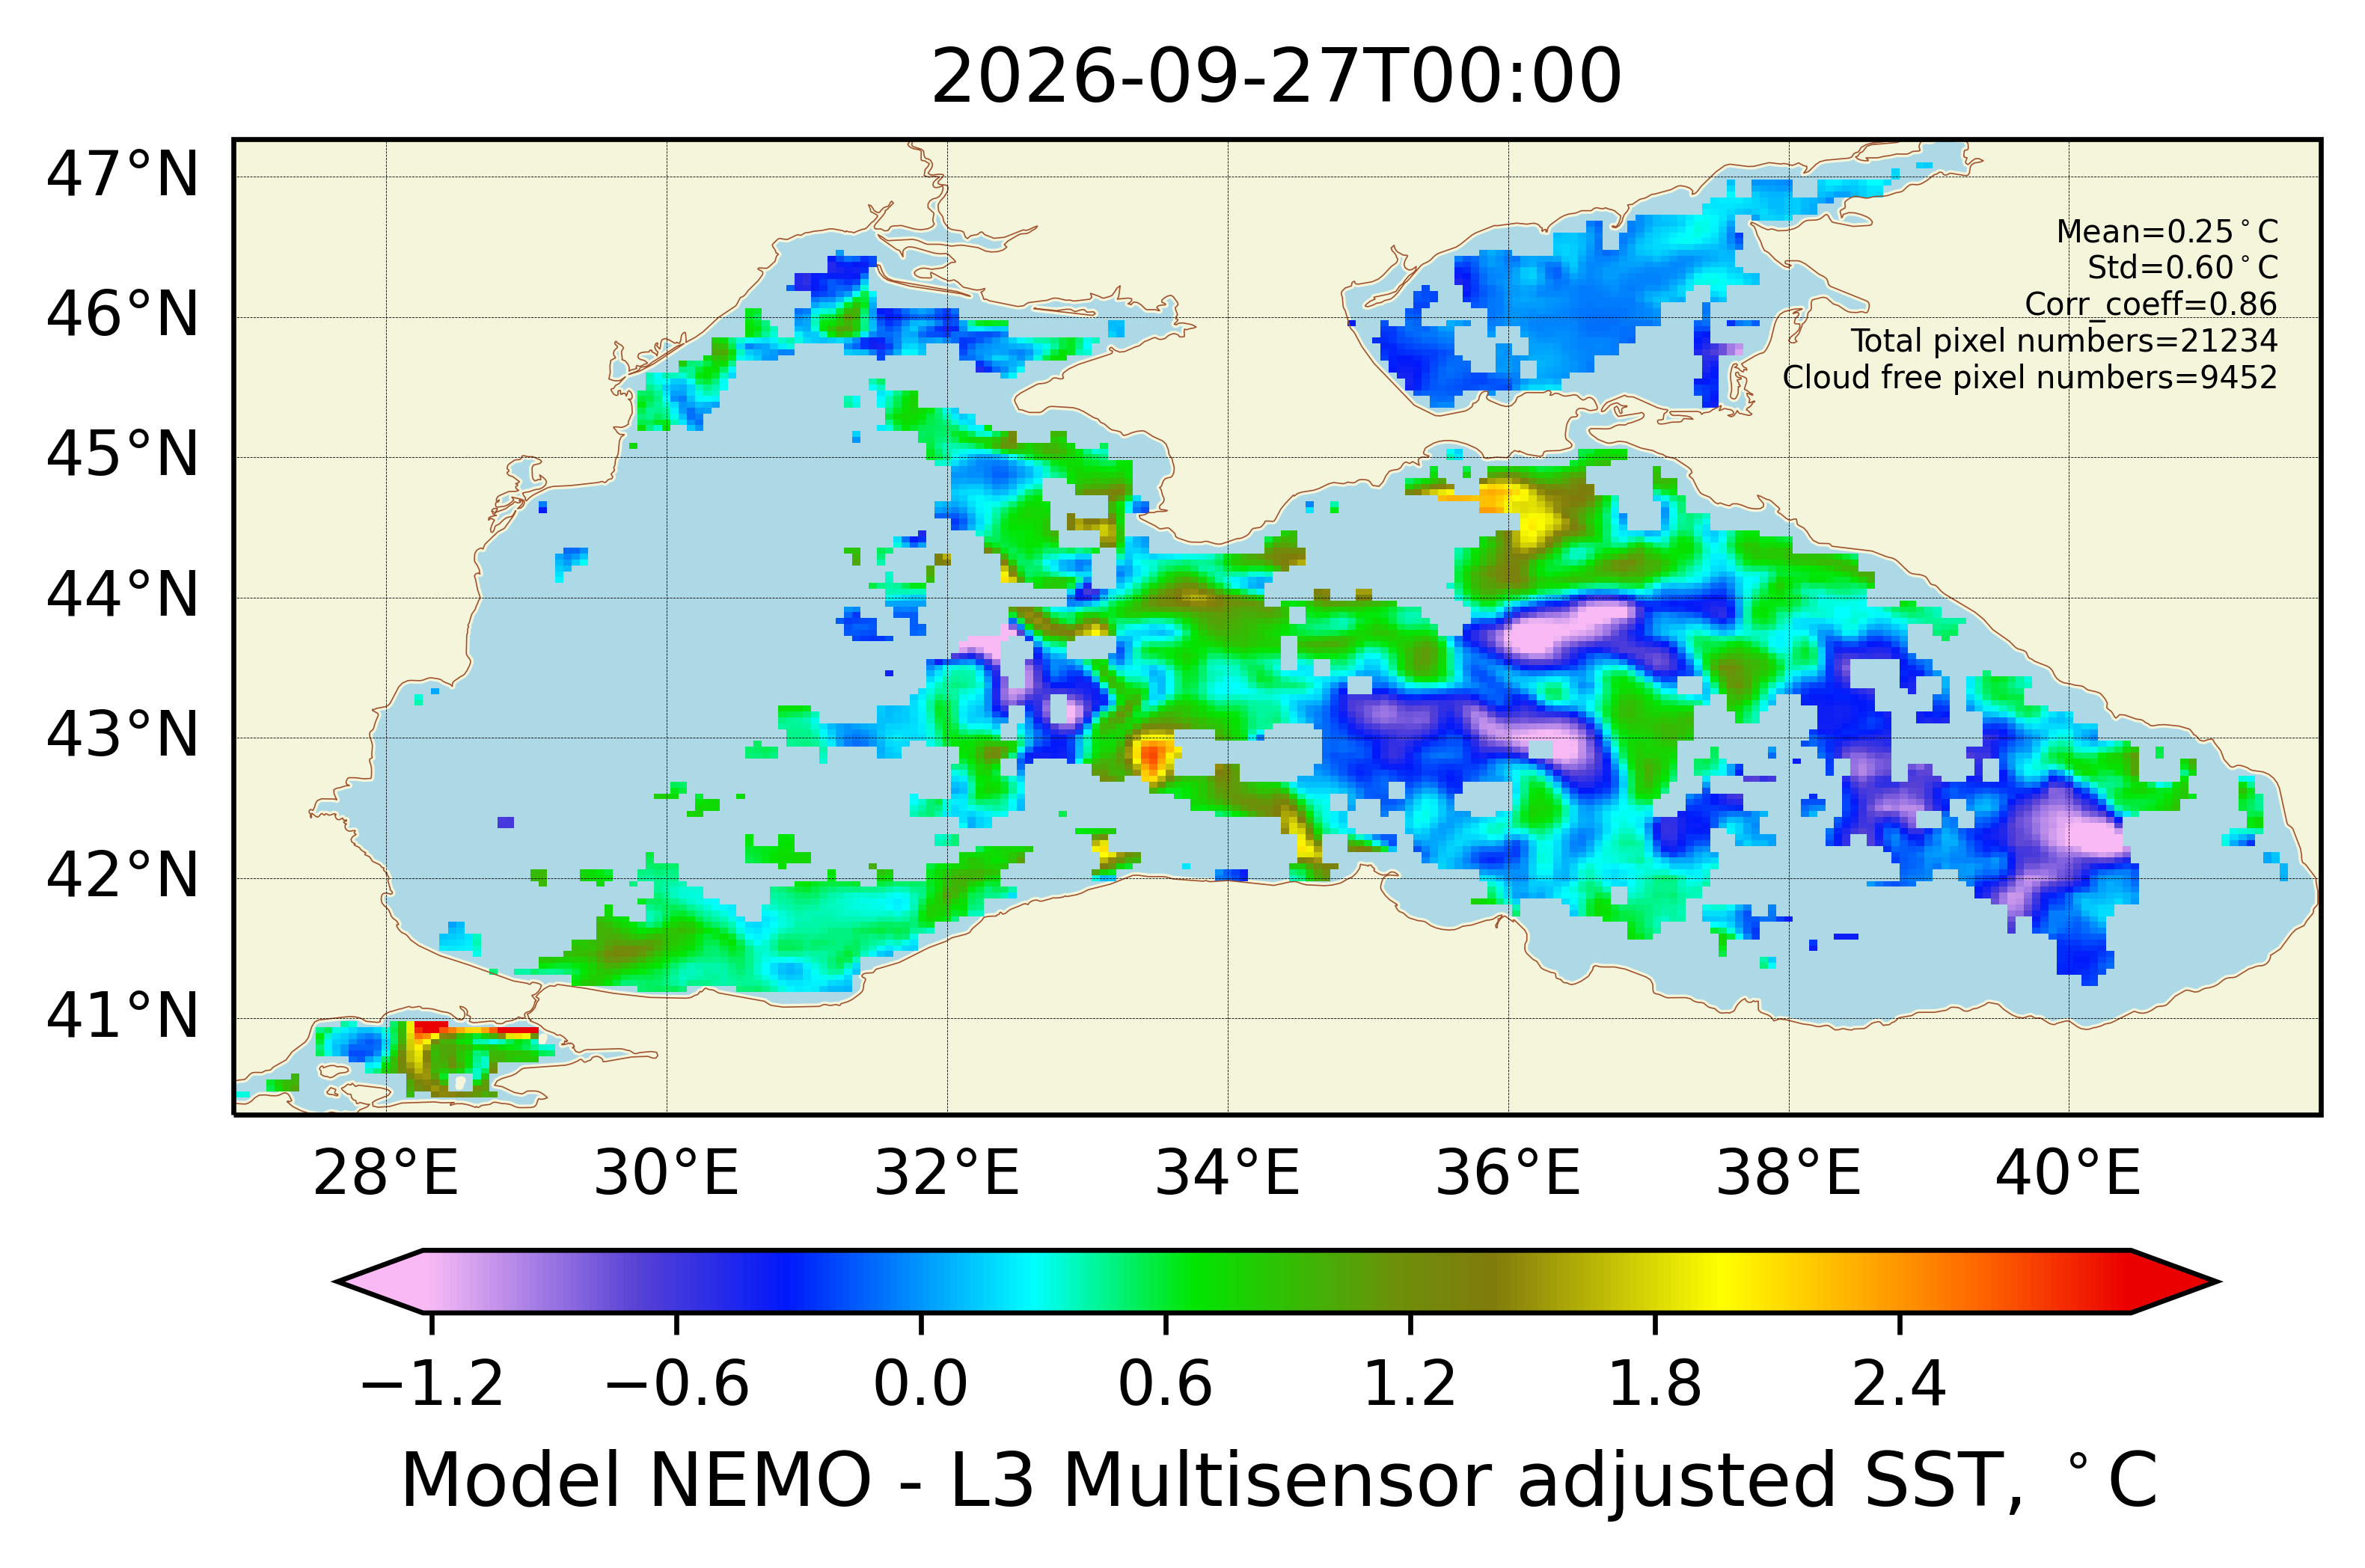 2026-09-27T00:00
47°N
46°N
45°N
44°N
43°N
42°N
41°N
Mean=0.25°C
Std=0.60°C
Corr_coeff=0.86
Total pixel numbers=21234
Cloud free pixel numbers=9452
28°E 30°E 32°E 34°E 36°E 38°E 40°E
−1.2 −0.6 0.0 0.6 1.2 1.8 2.4
Model NEMO - L3 Multisensor adjusted SST, °C